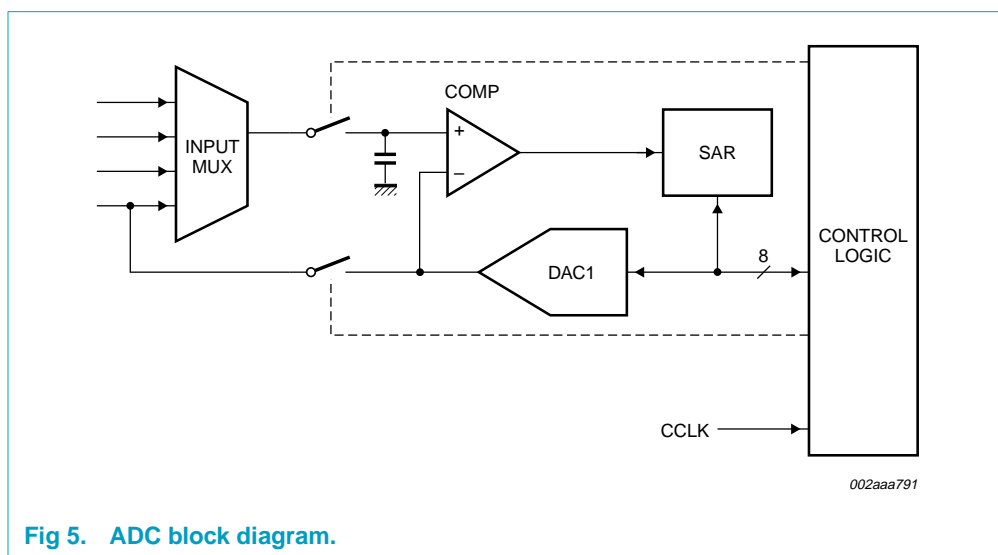 COMP
+
–
INPUT
MUX
SAR
DAC1
8
CONTROL
LOGIC
CCLK
002aaa791
Fig 5. ADC block diagram.